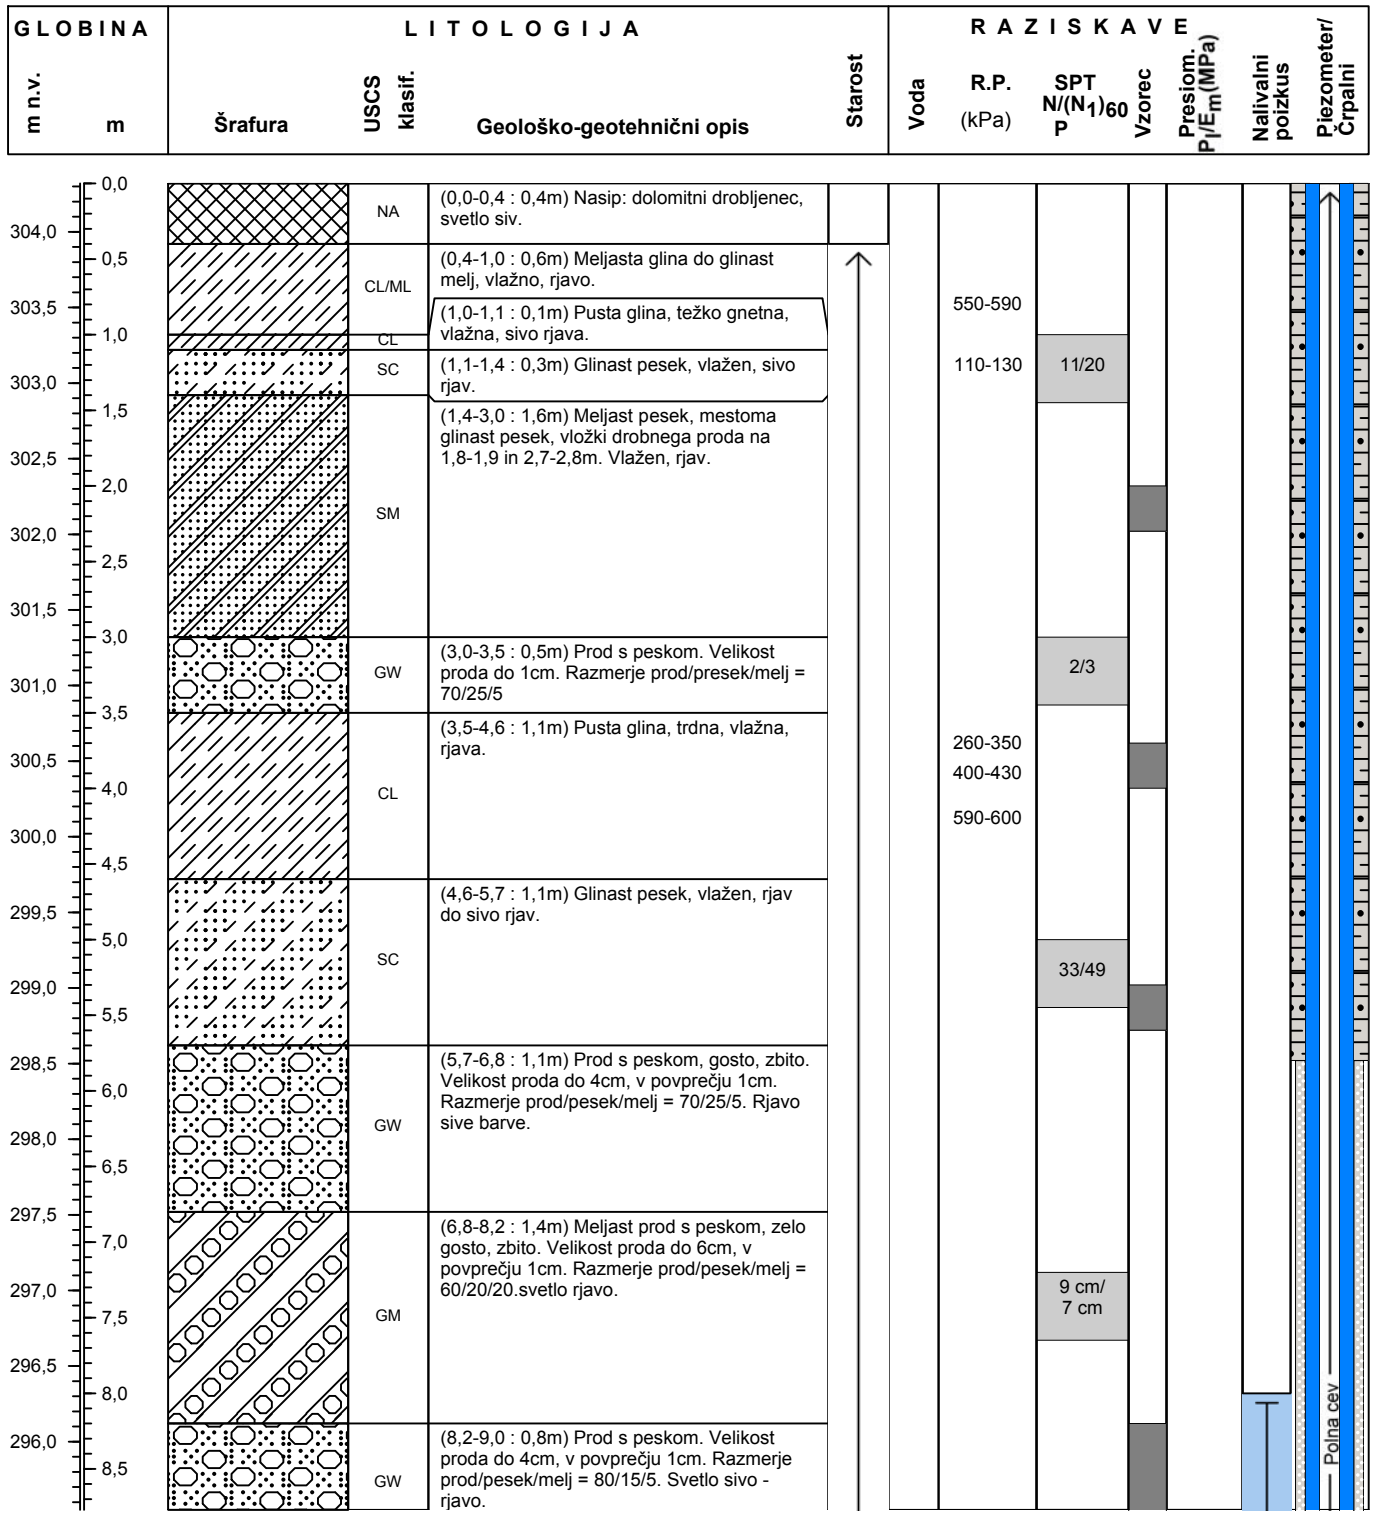 GLOBINA
LITOLOGIJA
RAZISKAVE
m n.v.
m
Šrafura
USCS
klasif.
Geološko-geotehnični opis
Starost
Voda
R.P.
(kPa)
SPT
N/(N1)60
P
Vzorec
Presiom.
Pl/Em(MPa)
Nalivalni
poizkus
Piezometer/
Črpalni
0,0
NA
(0,0-0,4 : 0,4m) Nasip: dolomitni drobljenec,
svetlo siv.
304,0
0,5
CL/ML
(0,4-1,0 : 0,6m) Meljasta glina do glinast
melj, vlažno, rjavo.
303,5
550-590
1,0
CL
(1,0-1,1 : 0,1m) Pusta glina, težko gnetna,
vlažna, sivo rjava.
SC
(1,1-1,4 : 0,3m) Glinast pesek, vlažen, sivo
rjav.
110-130
11/20
303,0
1,5
(1,4-3,0 : 1,6m) Meljast pesek, mestoma
glinast pesek, vložki drobnega proda na
1,8-1,9 in 2,7-2,8m. Vlažen, rjav.
302,5
2,0
SM
302,0
2,5
301,5
3,0
GW
(3,0-3,5 : 0,5m) Prod s peskom. Velikost
proda do 1cm. Razmerje prod/presek/melj =
70/25/5
2/3
301,0
3,5
(3,5-4,6 : 1,1m) Pusta glina, trdna, vlažna,
rjava.
260-350
300,5
400-430
4,0
CL
590-600
300,0
4,5
(4,6-5,7 : 1,1m) Glinast pesek, vlažen, rjav
do sivo rjav.
299,5
5,0
SC
33/49
299,0
5,5
298,5
(5,7-6,8 : 1,1m) Prod s peskom, gosto, zbito.
Velikost proda do 4cm, v povprečju 1cm.
Razmerje prod/pesek/melj = 70/25/5. Rjavo
sive barve.
6,0
GW
298,0
6,5
297,5
(6,8-8,2 : 1,4m) Meljast prod s peskom, zelo
gosto, zbito. Velikost proda do 6cm, v
povprečju 1cm. Razmerje prod/pesek/melj =
60/20/20.svetlo rjavo.
7,0
297,0
9 cm/
7 cm
GM
7,5
296,5
8,0
Polna cev
296,0
(8,2-9,0 : 0,8m) Prod s peskom. Velikost
proda do 4cm, v povprečju 1cm. Razmerje
prod/pesek/melj = 80/15/5. Svetlo sivo -
rjavo.
8,5
GW